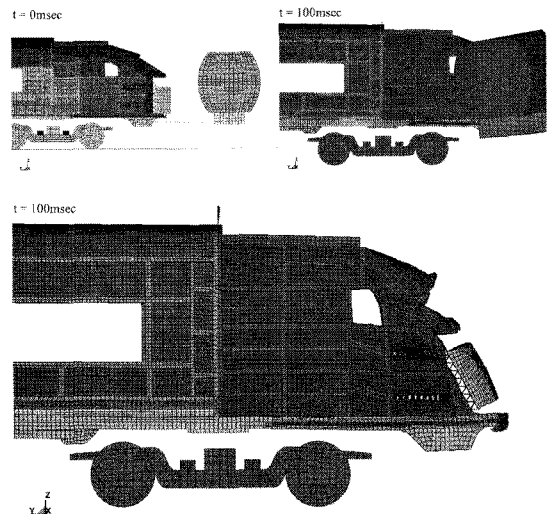 t = 0msec
t = 100msec
t = 100msec
Z
Y X